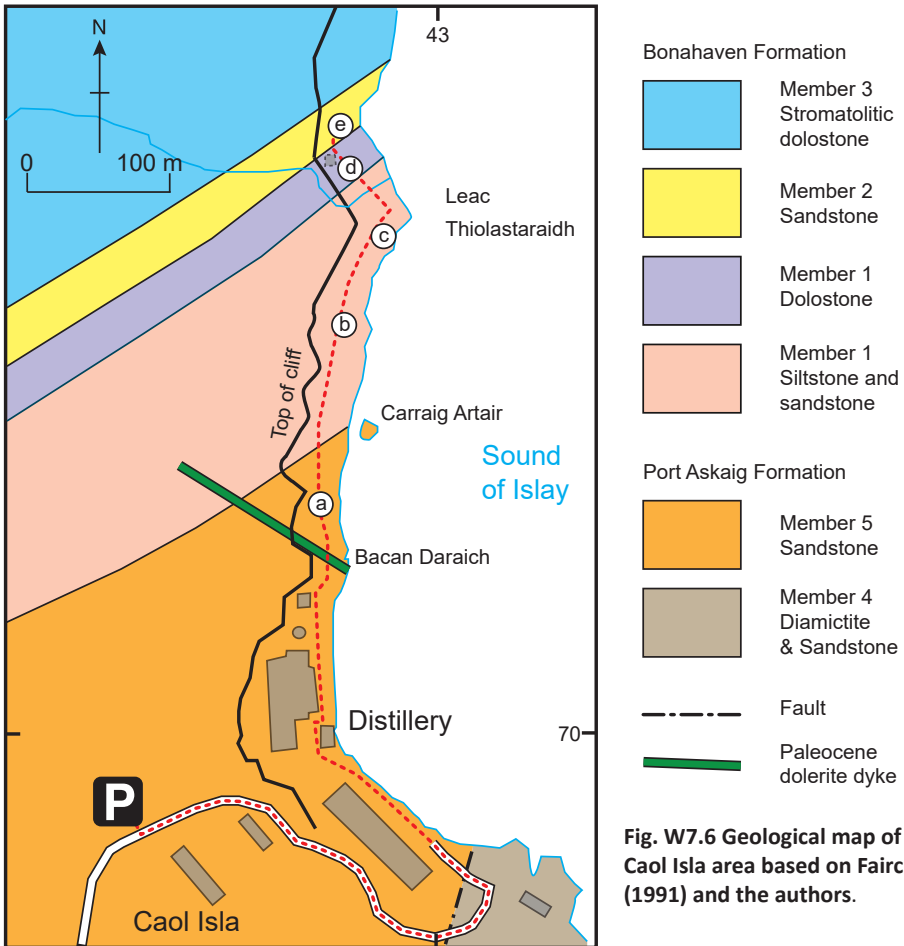 N
43
0
100 m
e
d
c
b
a
Leac
Thiolastaraidh
Top of cliff
Carraig Artair
Sound
of Islay
Bacan Daraich
Distillery
70
P
Caol Isla
Bonahaven Formation
Member 3
Stromatolitic
dolostone
Member 2
Sandstone
Member 1
Dolostone
Member 1
Siltstone and
sandstone
Port Askaig Formation
Member 5
Sandstone
Member 4
Diamictite
& Sandstone
Fault
Paleocene
dolerite dyke
Fig. W7.6 Geological map of
Caol Isla area based on Fairc
(1991) and the authors.